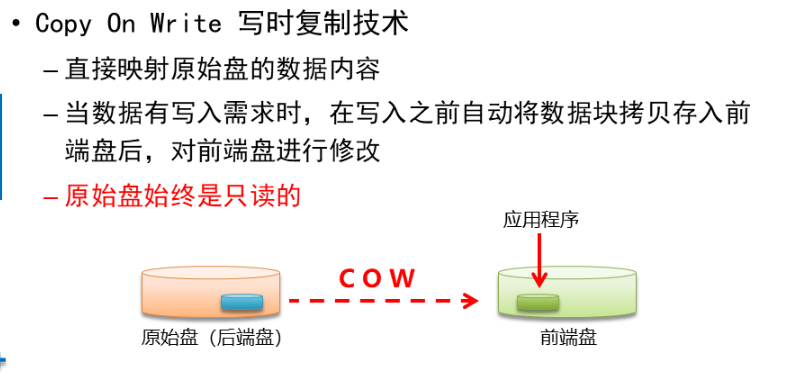 • Copy On Write 写时复制技术
– 直接映射原始盘的数据内容
– 当数据有写入需求时，在写入之前自动将数据块拷贝存入前
端盘后，对前端盘进行修改
– 原始盘始终是只读的
应用程序
COW
原始盘（后端盘）
前端盘